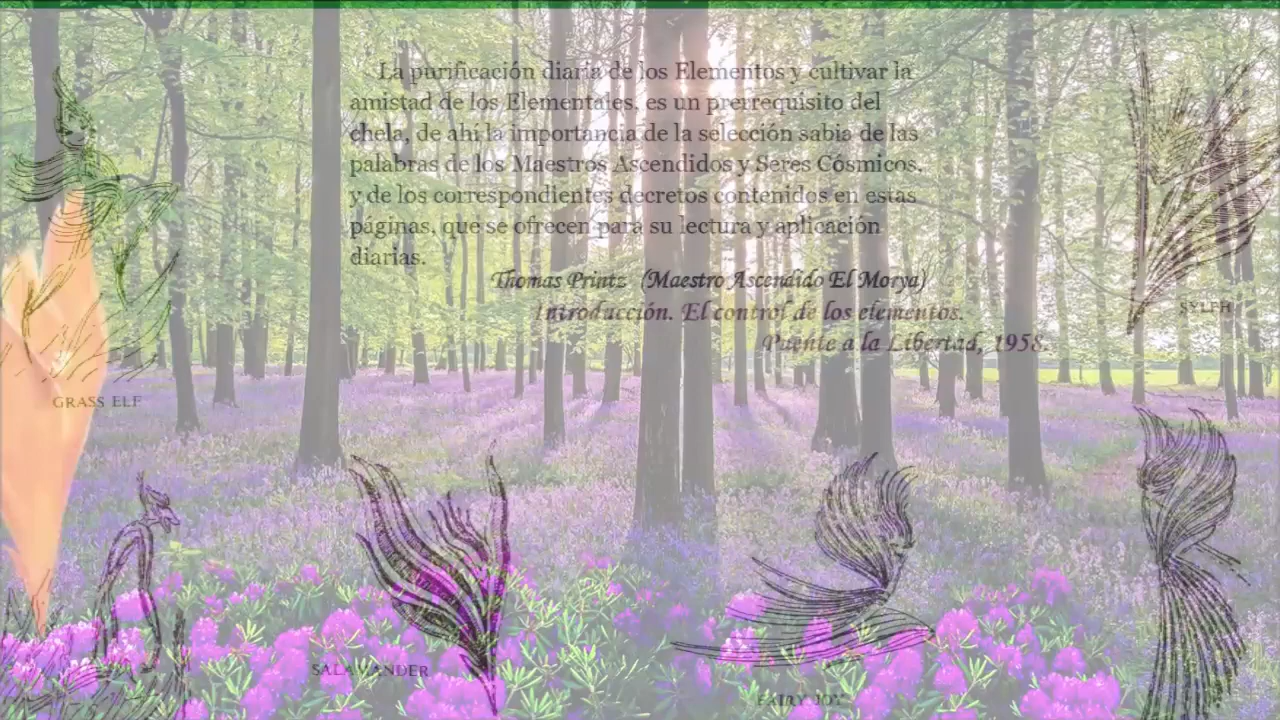 La purificación diaria de los Elementos y cultivar la
amistad de los Elementales, es un prerrequisito del
chela, de ahí la importancia de la selección sabia de las
palabras de los Maestros Ascendidos y Seres Cósmicos,
y de los correspondientes decretos contenidos en estas
páginas, que se ofrecen para su lectura y aplicación
diarias.
Thomas Printz (Maestro Ascendido El Morya)
Introducción. El control de los elementos.
Puente a la Libertad, 1958.
SYLPH
GRASS ELF
SALAMANDER
FAIRY JOY